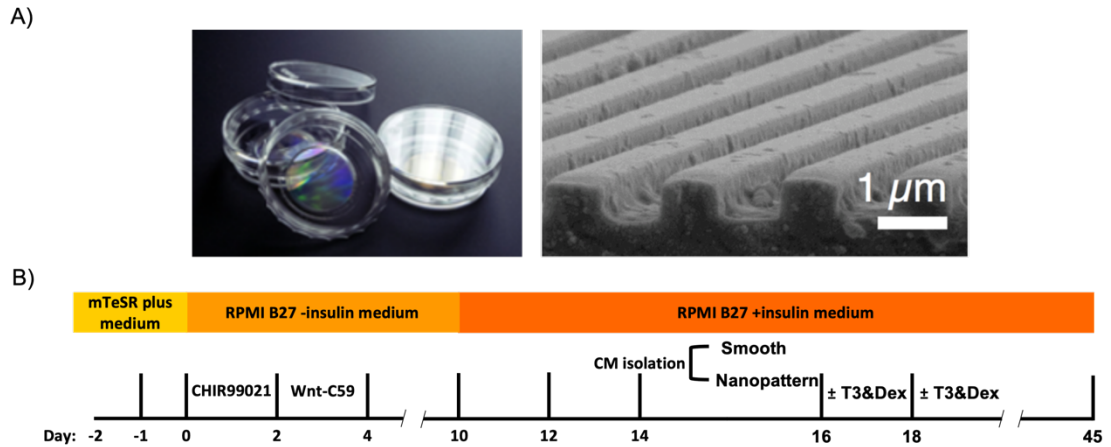 A)
1 µm
B)
mTeSR plus
medium
RPMI B27 -insulin medium
RPMI B27 +insulin medium
CM isolation
Smooth
Nanopattern
CHIR99021
Wnt-C59
± T3&Dex
± T3&Dex
Day: -2 -1 0 2 4 10 12 14 16 18 45